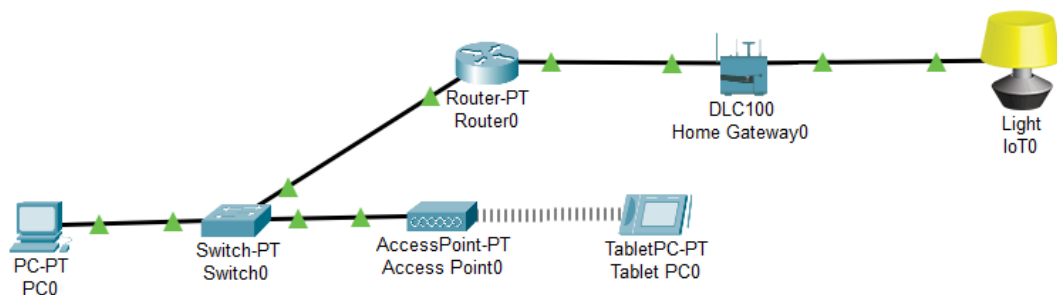 Router-PT
Router0
DLC100
Home Gateway0
Light
IoT0
PC-PT
PC0
Switch-PT
Switch0
AccessPoint-PT
Access Point0
TabletPC-PT
Tablet PC0